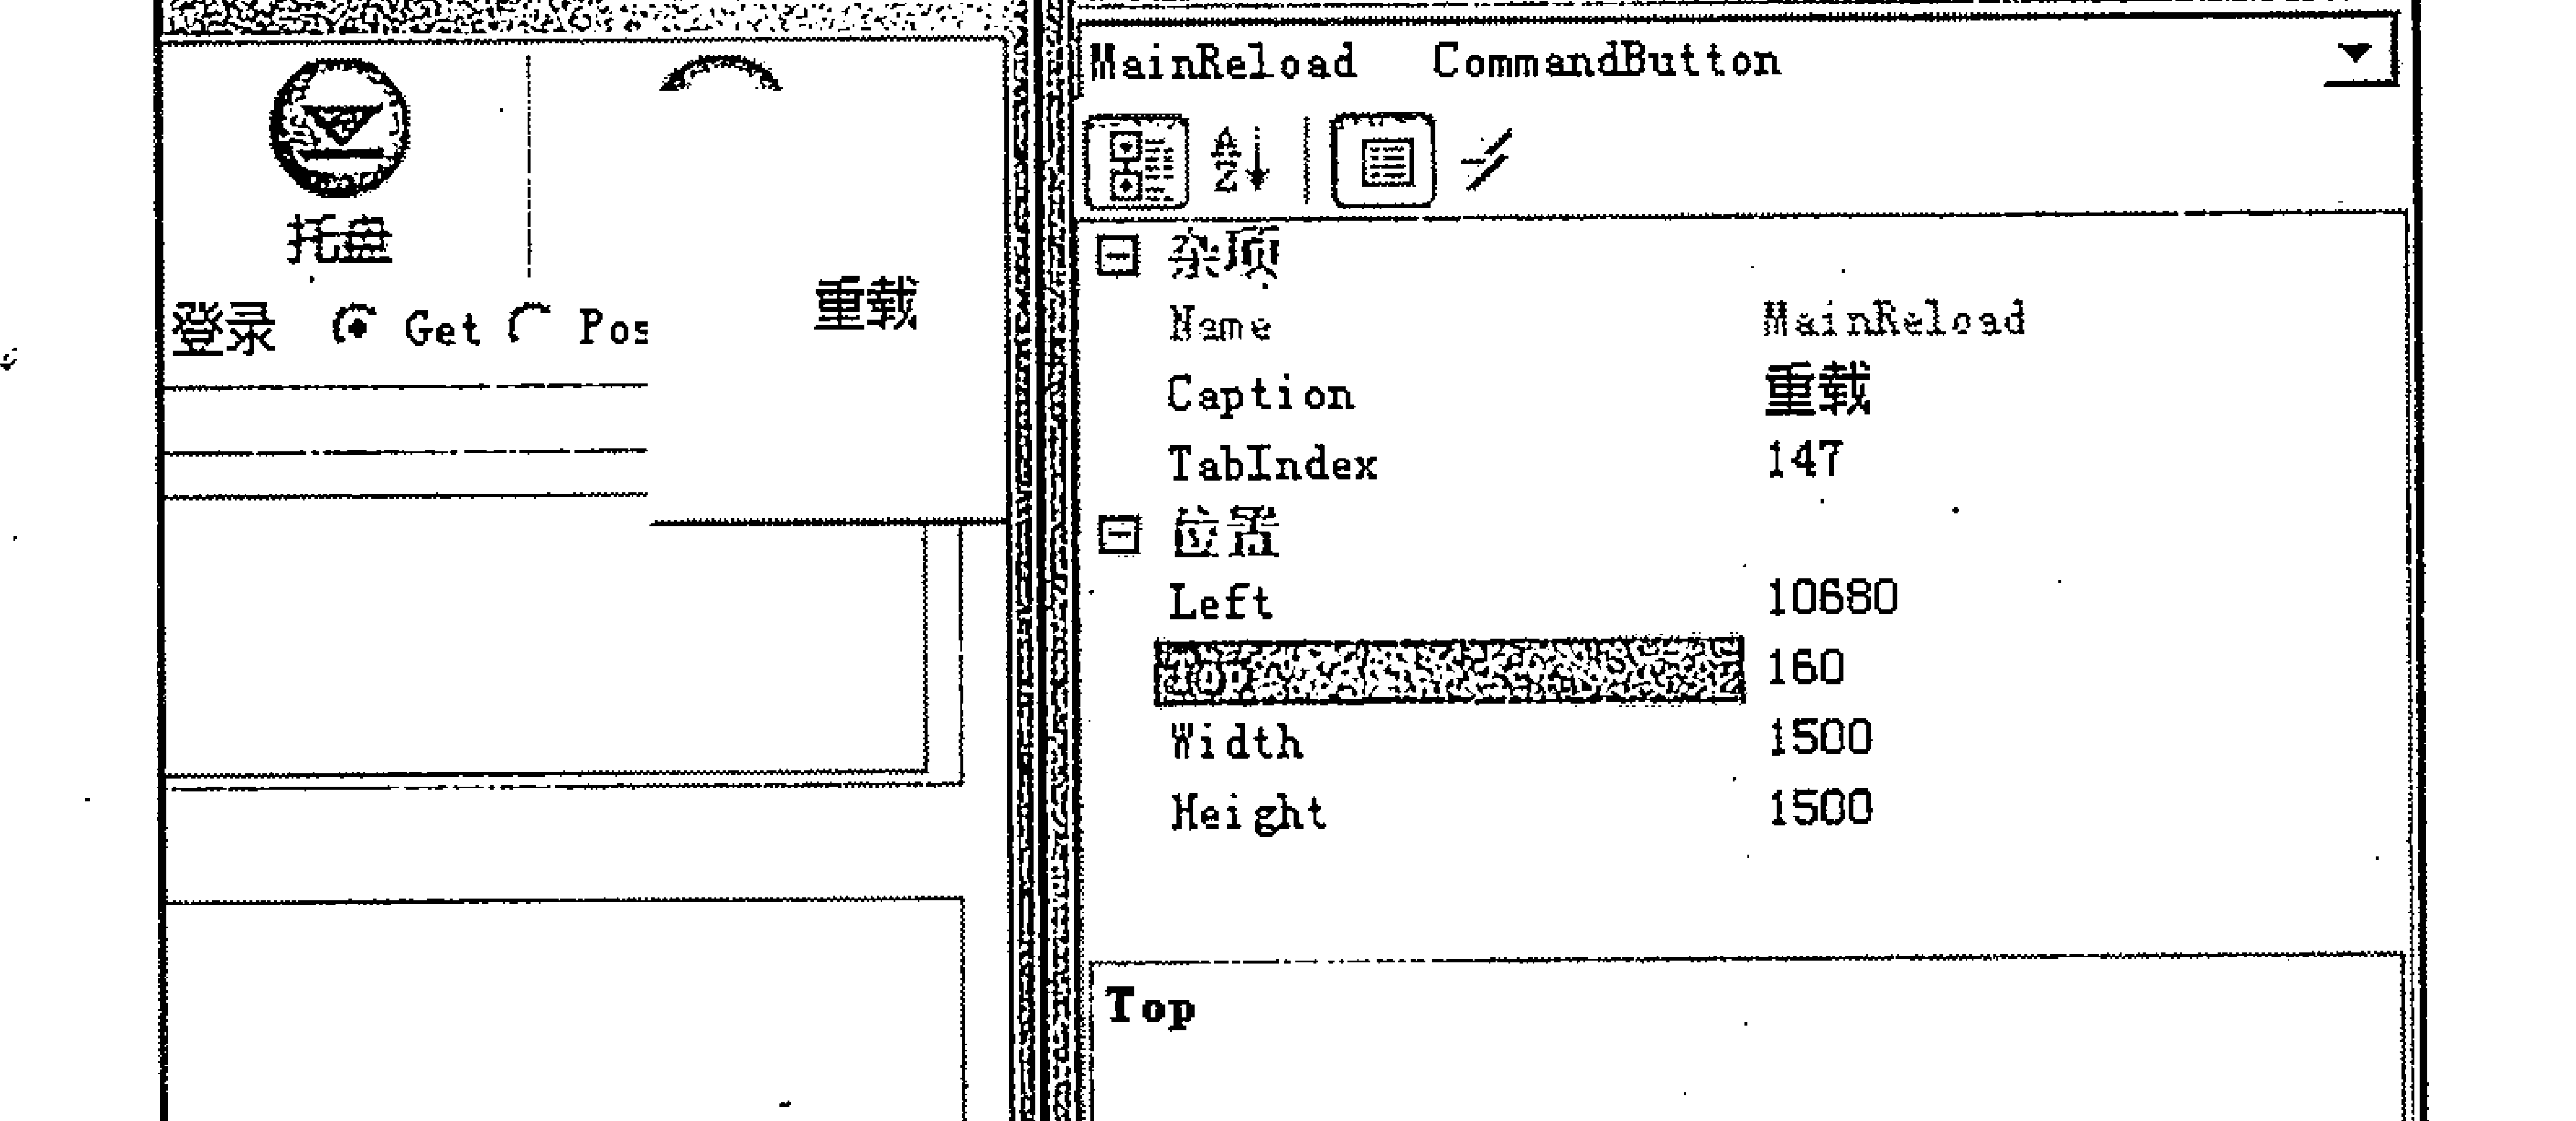 托盘
登录 Get Pos
重载
MainReload CommandButton
杂项
Name MainReload
Caption 重载
TabIndex 147
位置
Left 10680
Top 160
Width 1500
Height 1500
Top